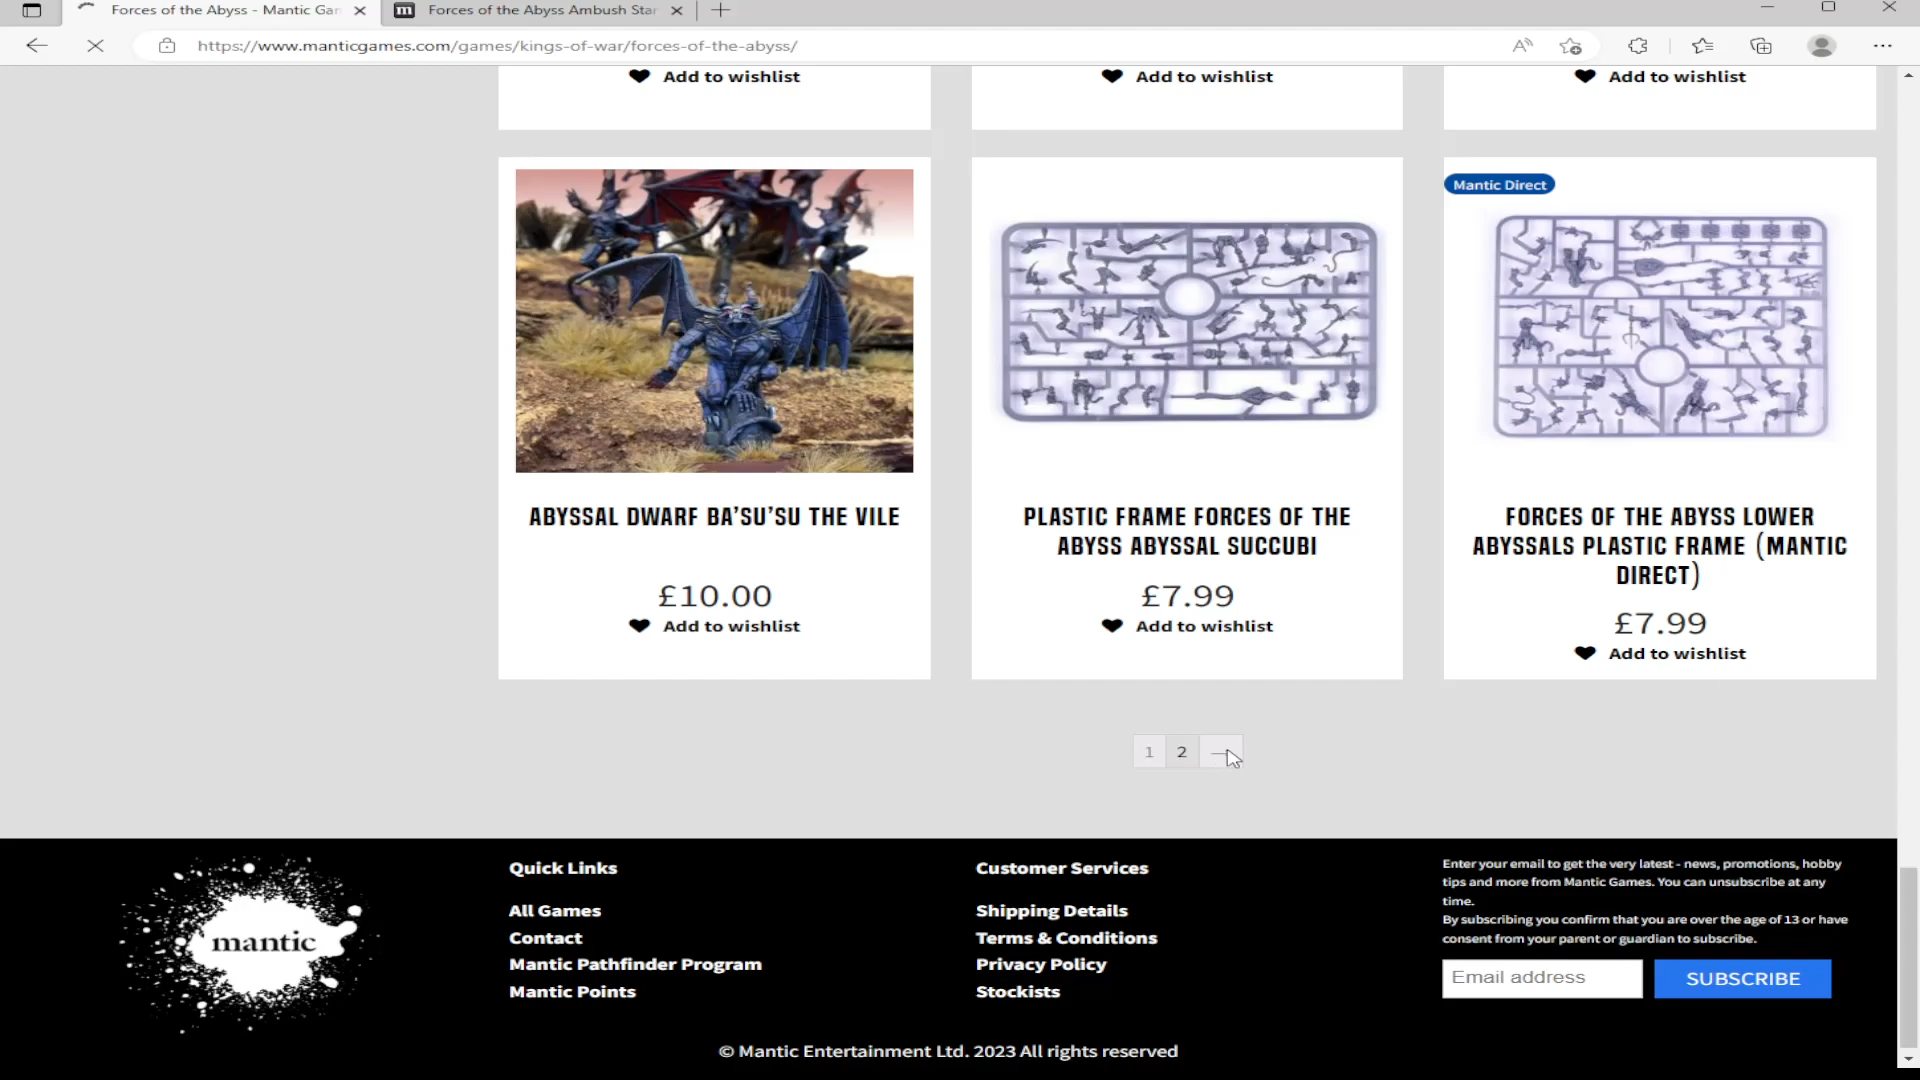 Forces of the Abyss - Mantic Gar
m Forces of the Abyss Ambush Star
https://www.manticgames.com/games/kings-of-war/forces-of-the-abyss/
Add to wishlist
Add to wishlist
Add to wishlist
ABYSSAL DWARF BA'SU'SU THE VILE
£10.00
Add to wishlist
PLASTIC FRAME FORCES OF THE
ABYSS ABYSSAL SUCCUBI
£7.99
Add to wishlist
Mantic Direct
FORCES OF THE ABYSS LOWER
ABYSSALS PLASTIC FRAME (MANTIC
DIRECT)
£7.99
Add to wishlist
1 2
mantic
Quick Links
All Games
Contact
Mantic Pathfinder Program
Mantic Points
Customer Services
Shipping Details
Terms & Conditions
Privacy Policy
Stockists
Enter your email to get the very latest - news, promotions, hobby
tips and more from Mantic Games. You can unsubscribe at any
time.
By subscribing you confirm that you are over the age of 13 or have
consent from your parent or guardian to subscribe.
Email address
SUBSCRIBE
© Mantic Entertainment Ltd. 2023 All rights reserved